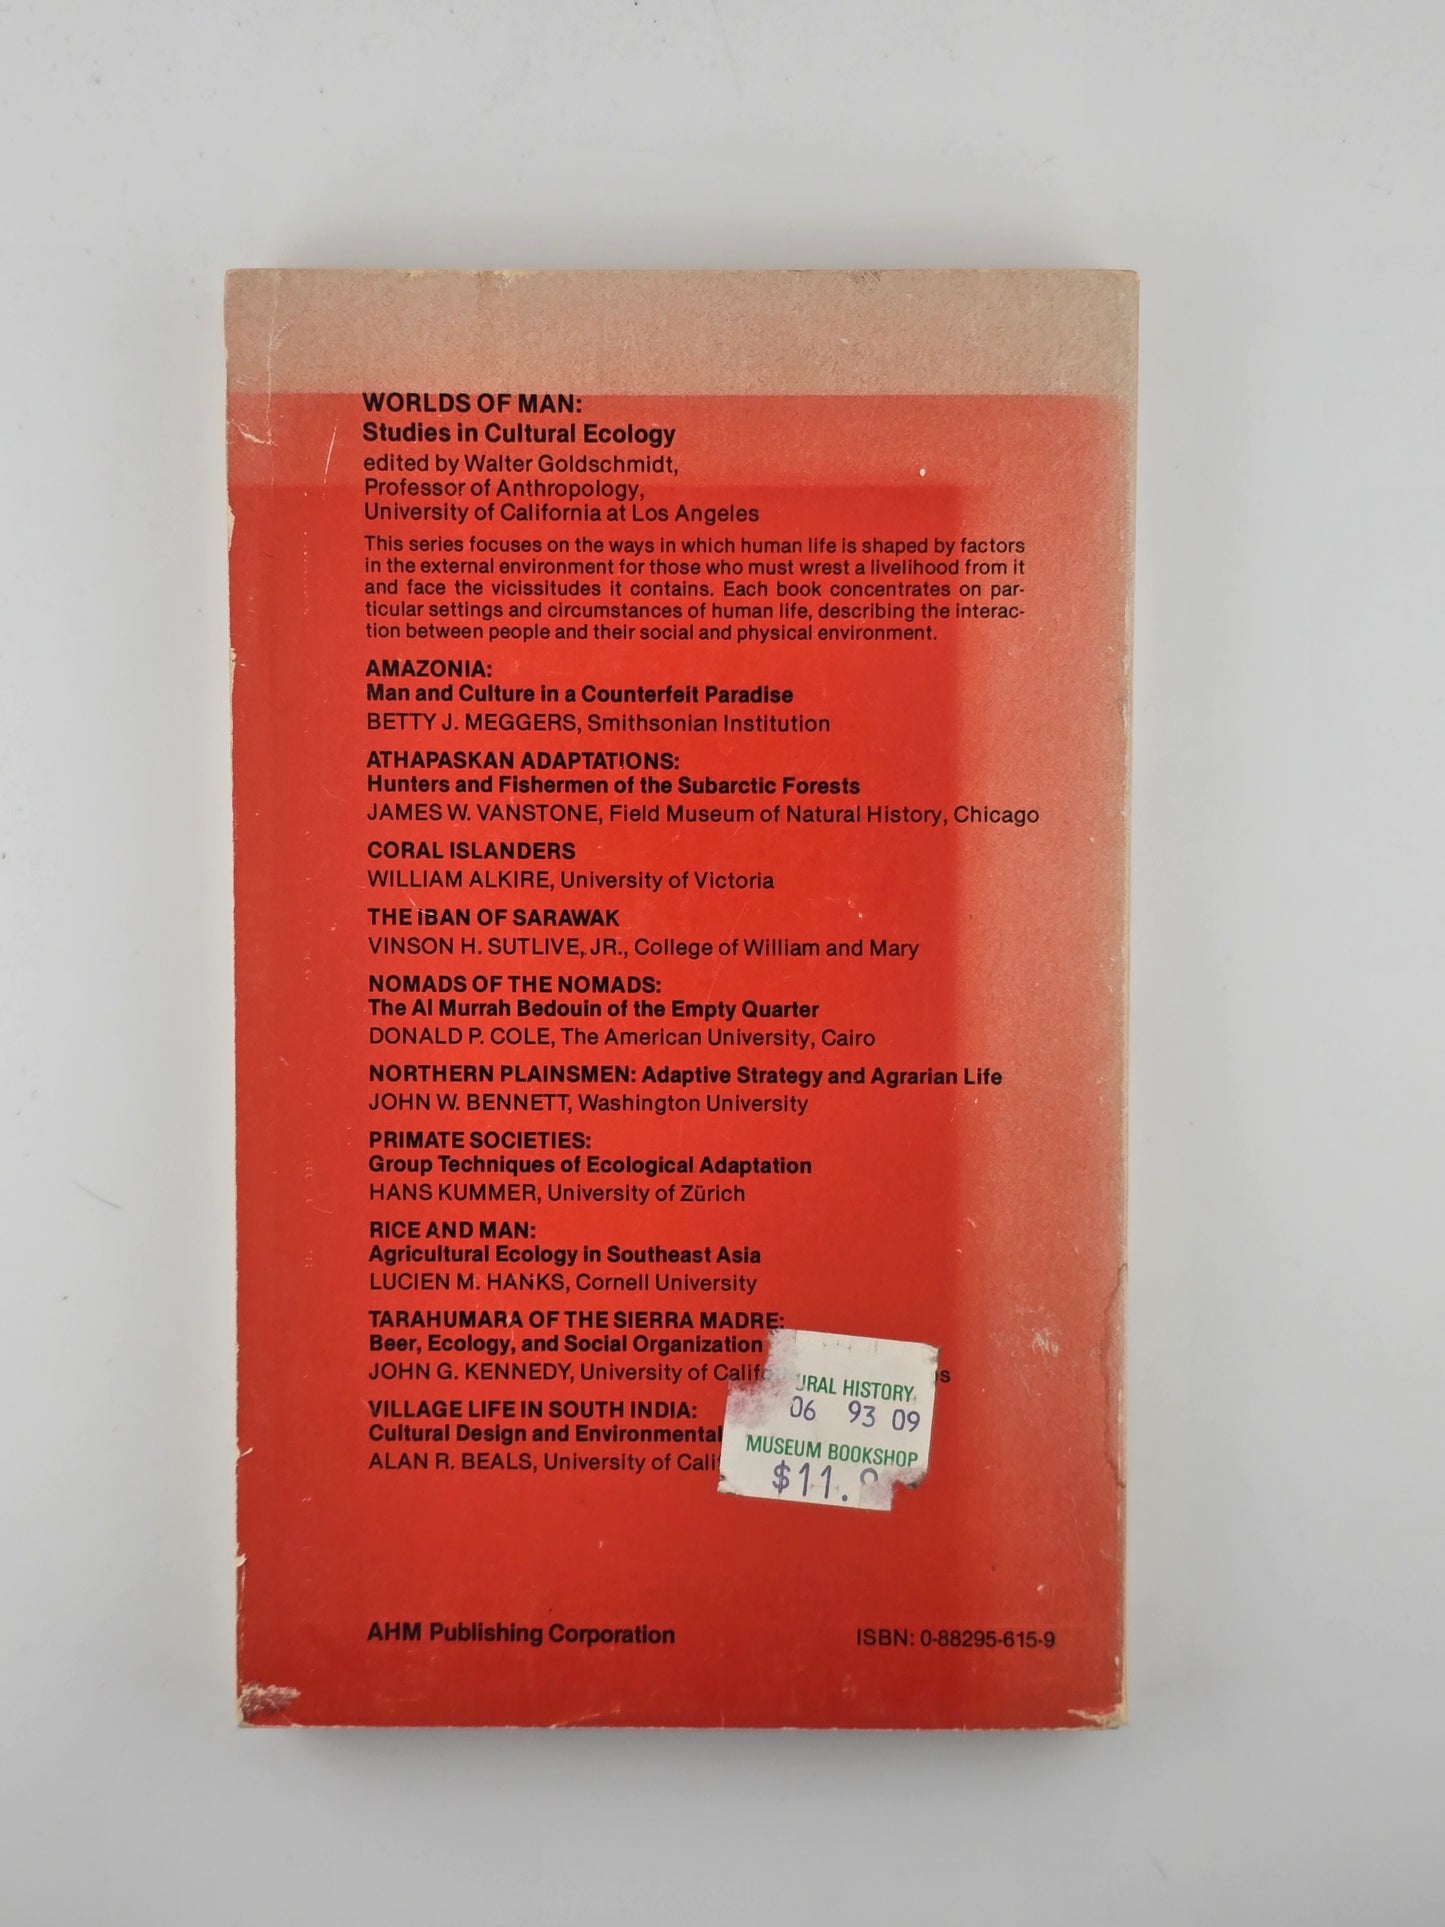 WORLDS OF MAN:
Studies in Cultural Ecology
edited by Walter Goldschmidt,
Professor of Anthropology,
University of California at Los Angeles
This series focuses on the ways in which human life is shaped by factors
in the external environment for those who must wrest a livelihood from it
and face the vicissitudes it contains. Each book concentrates on par-
ticular settings and circumstances of human life, describing the interac-
tion between people and their social and physical environment.
AMAZONIA:
Man and Culture in a Counterfeit Paradise
BETTY J. MEGGERS, Smithsonian Institution
ATHAPASKAN ADAPTATIONS:
Hunters and Fishermen of the Subarctic Forests
JAMES W. VANSTONE, Field Museum of Natural History, Chicago
CORAL ISLANDERS
WILLIAM ALKIRE, University of Victoria
THE IBAN OF SARAWAK
VINSON H. SUTLIVE, JR., College of William and Mary
NOMADS OF THE NOMADS:
The Al Murrah Bedouin of the Empty Quarter
DONALD P. COLE, The American University, Cairo
NORTHERN PLAINSMEN: Adaptive Strategy and Agrarian Life
JOHN W. BENNETT, Washington University
PRIMATE SOCIETIES:
Group Techniques of Ecological Adaptation
HANS KUMMER, University of Zürich
RICE AND MAN:
Agricultural Ecology in Southeast Asia
LUCIEN M. HANKS, Cornell University
TARAHUMARA OF THE SIERRA MADRE:
Beer, Ecology, and Social Organization
JOHN G. KENNEDY, University of
VILLAGE LIFE IN SOUTH INDIA:
Cultural Design and Environmental
ALAN R. BEALS, University of
HISTORY
06 93 09
MUSEUM BOOKSHOP
$11.
AHM Publishing Corporation
ISBN: 0-88295-615-9